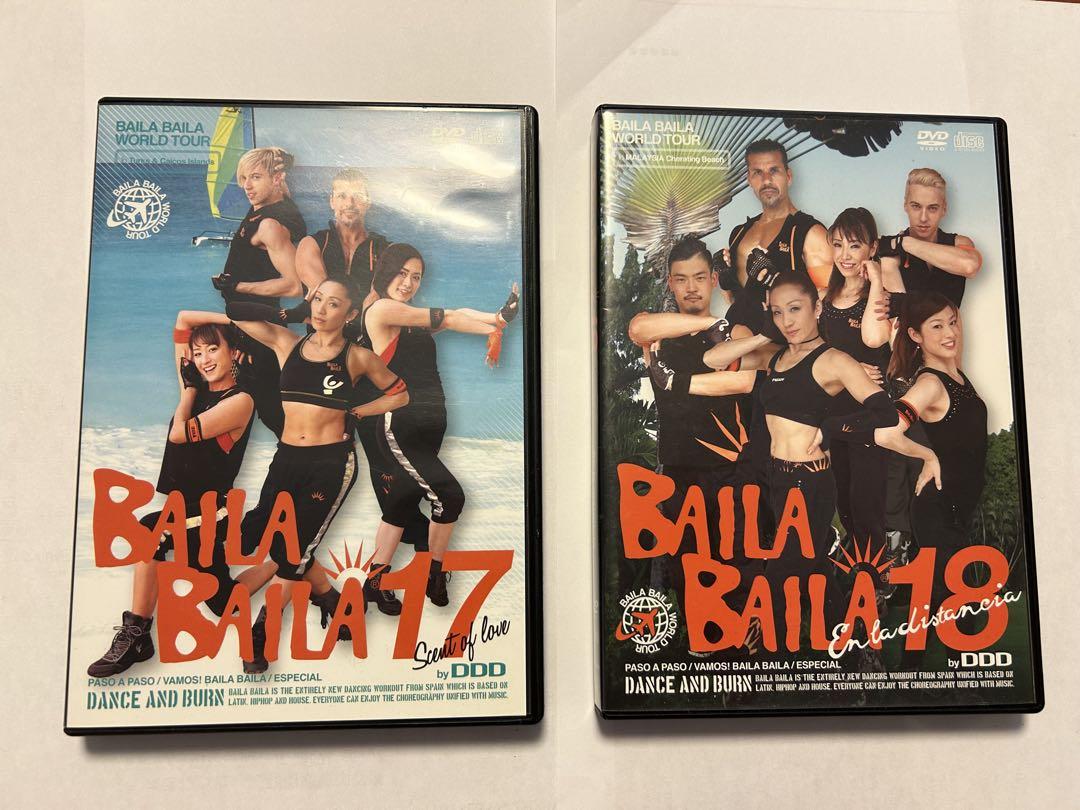 BAILA BAILA
WORLD TOUR
Turks & Caicos Islands
DVD
disc
BAILA BAILA WORLD TOUR
BAILA
BAILA
BAILA
BAILA 17
Scent of love
by DDD
PASO A PASO / VAMOS! BAILA BAILA / ESPECIAL
DANCE AND BURN
BAILA BAILA IS THE ENTIRELY NEW DANCING WORKOUT FROM SPAIN WHICH IS BASED ON
LATIN, HIPHOP AND HOUSE. EVERYONE CAN ENJOY THE CHOREOGRAPHY UNIFIED WITH MUSIC.
BAILA BAILA
WORLD TOUR
MALAYSIA Cherating Beach
DVD
VIDEO
disc
BAILA
BAILA 18
En la distancia
BAILA BAILA WORLD TOUR
by DDD
PASO A PASO / VAMOS! BAILA BAILA / ESPECIAL
DANCE AND BURN
BAILA BAILA IS THE ENTIRELY NEW DANCING WORKOUT FROM SPAIN WHICH IS BASED ON
LATIN, HIPHOP AND HOUSE. EVERYONE CAN ENJOY THE CHOREOGRAPHY UNIFIED WITH MUSIC.